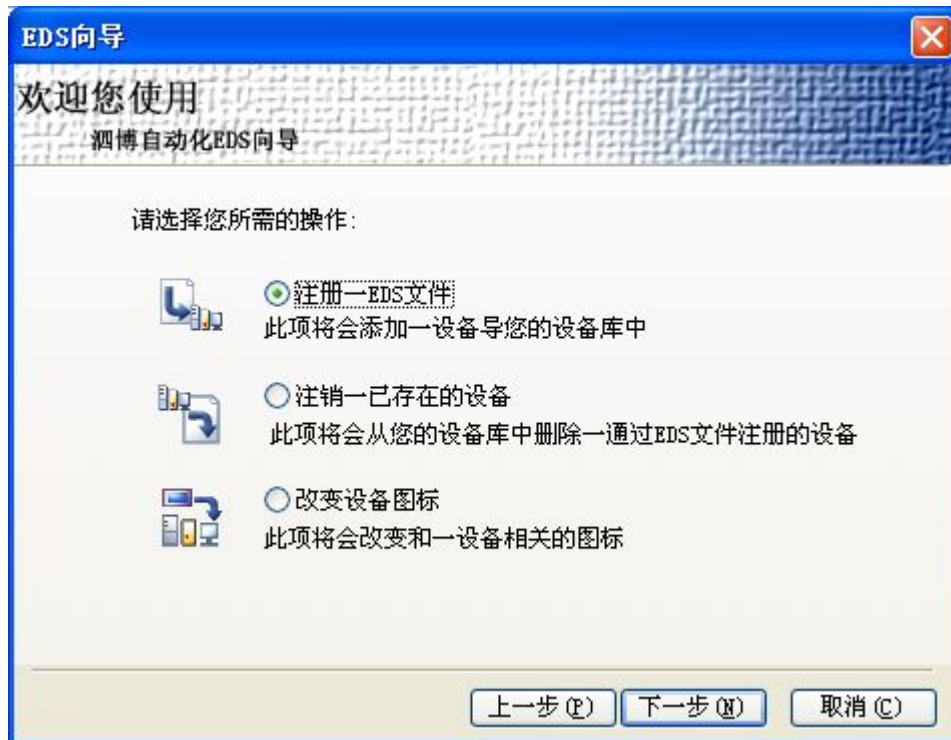 EDS向导
欢迎您使用
泗博自动化EDS向导
请选择您所需的操作:
注册一EDS文件
此项将会添加一设备导您的设备库中
注销一已存在的设备
此项将会从您的设备库中删除一通过EDS文件注册的设备
改变设备图标
此项将会改变和一设备相关的图标
上一步(P) 下一步(N) 取消(C)